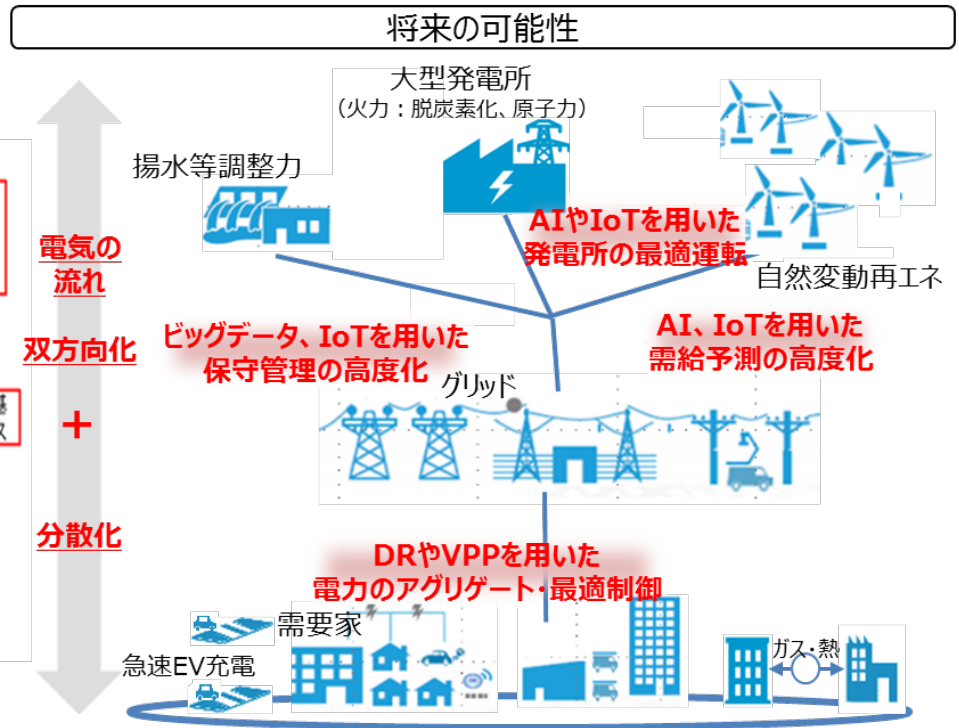 将来の可能性
大型発電所
（火力：脱炭素化、原子力）
揚水等調整力
AIやIoTを用いた
発電所の最適運転
自然変動再エネ
電気の
流れ
双方向化
＋
分散化
ビッグデータ、IoTを用いた
保守管理の高度化
AI、IoTを用いた
需給予測の高度化
グリッド
DRやVPPを用いた
電力のアグリゲート・最適制御
需要家
急速EV充電
ガス・熱